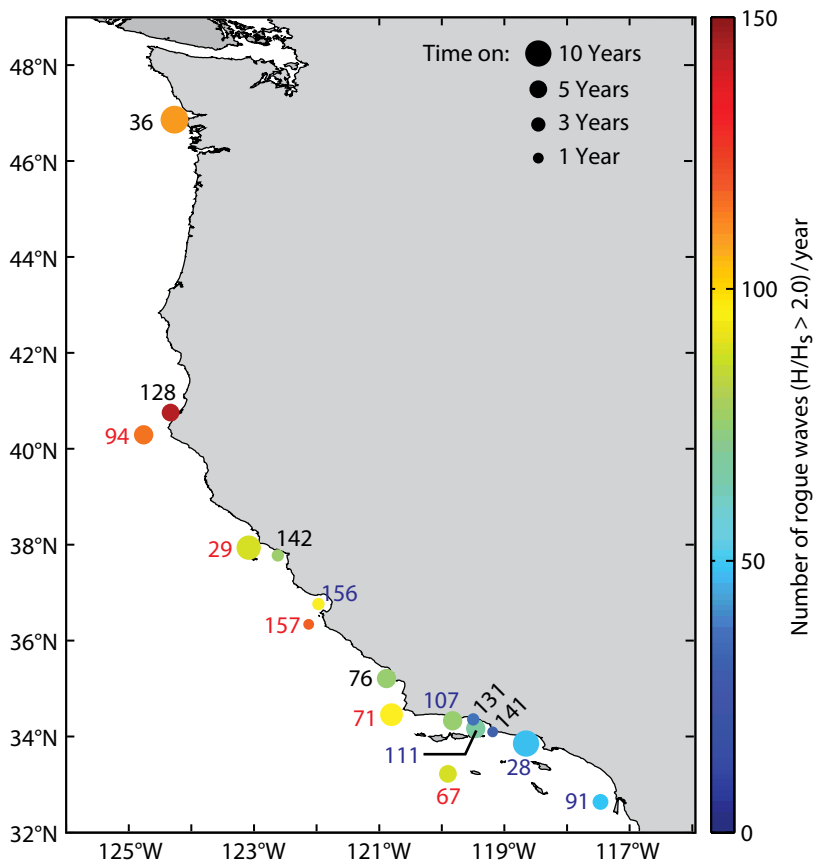 Time on: 10 Years
5 Years
3 Years
1 Year
48°N
46°N
44°N
42°N
40°N
38°N
36°N
34°N
32°N
125°W 123°W 121°W 119°W 117°W
36
128
94
29
142
156
157
76
71
107
131
141
111
28
67
91
150
100
50
0
Number of rogue waves (H/Hs > 2.0) / year